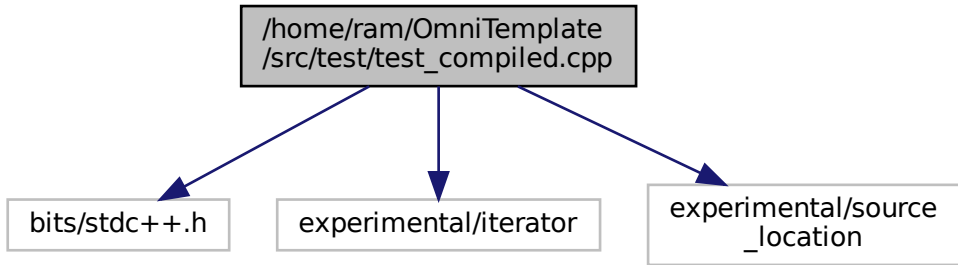 /home/ram/OmniTemplate
/src/test/test_compiled.cpp
bits/stdc++.h
experimental/iterator
experimental/source
_location